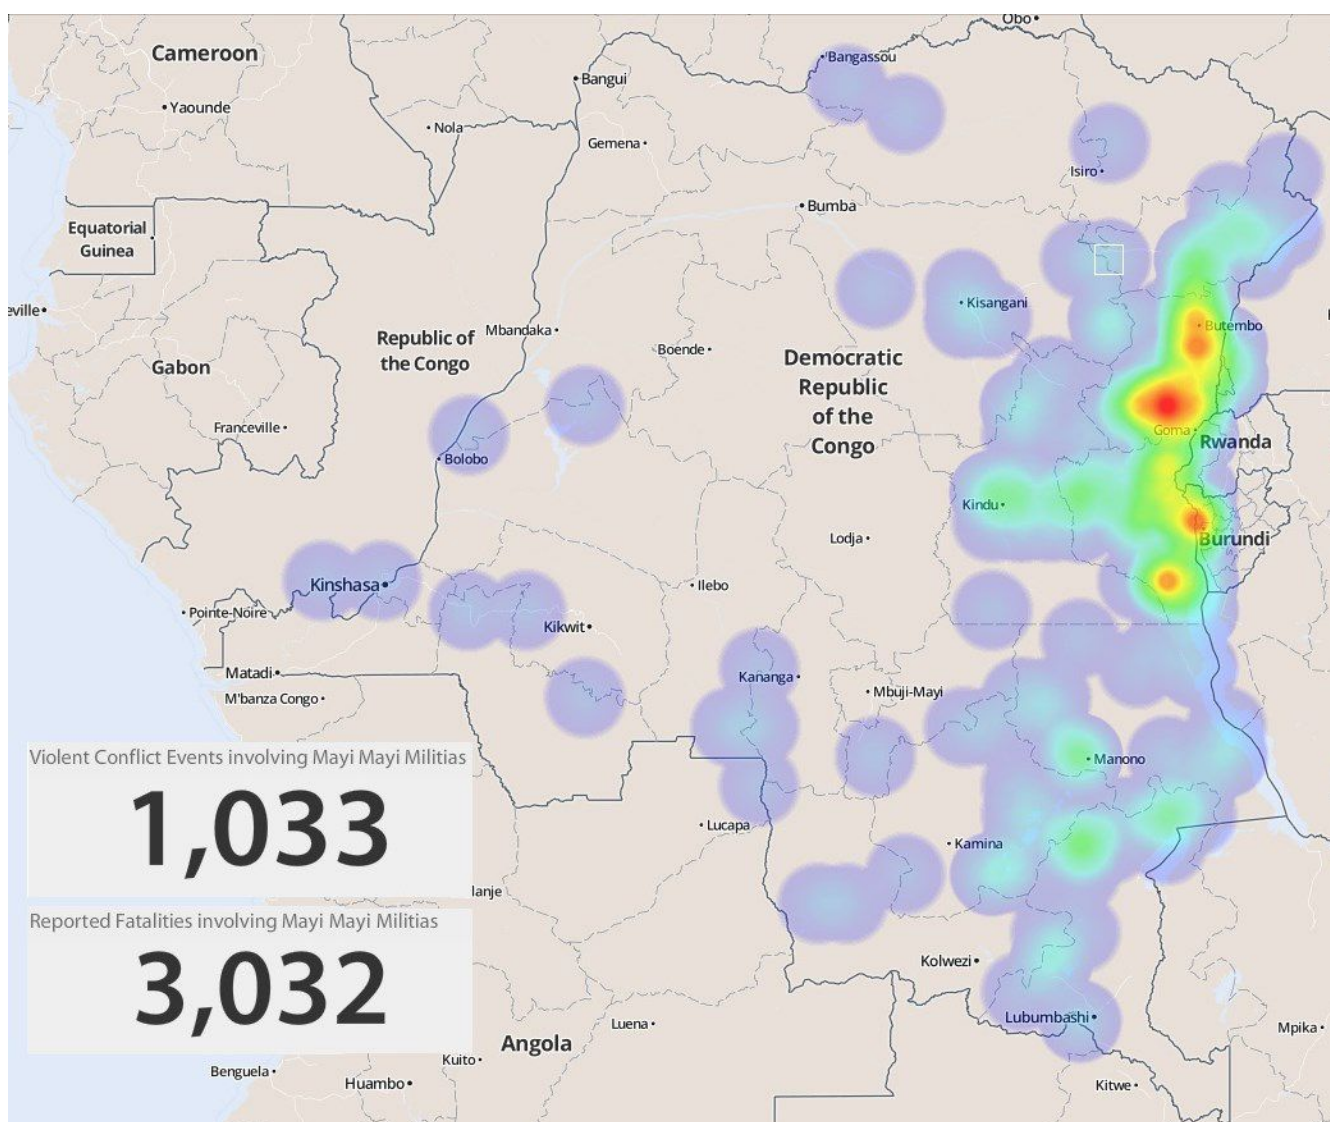 Obo
Cameroon
Bangassou
Bangui
Yaounde
Nola
Gemena
Isiro
Bumba
Equatorial
Guinea
eville
Kisangani
Republic of
the Congo
Mbandaka
Butembo
Boende
Gabon
Democratic
Republic
of the
Congo
Franceville
Goma
Rwanda
Bolobo
Kindu
Lodja
Burundi
Kinshasa
Ilebo
Pointe-Noire
Kikwit
Matadi
Kananga
M'banza Congo
Mbuji-Mayi
Violent Conflict Events involving Mayi Mayi Militias
1,033
Manono
Lucapa
Kamina
lanje
Reported Fatalities involving Mayi Mayi Militias
3,032
Kolwezi
Lubumbashi
Luena
Mpika
Angola
Kuito
Benguela
Huambo
Kitwe